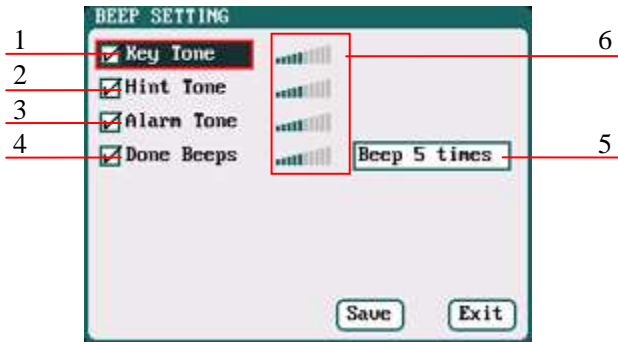 BEEP SETTING
1 Key Tone 6
2 Hint Tone
3 Alarm Tone
4 Done Beeps Beep 5 times 5
Save Exit